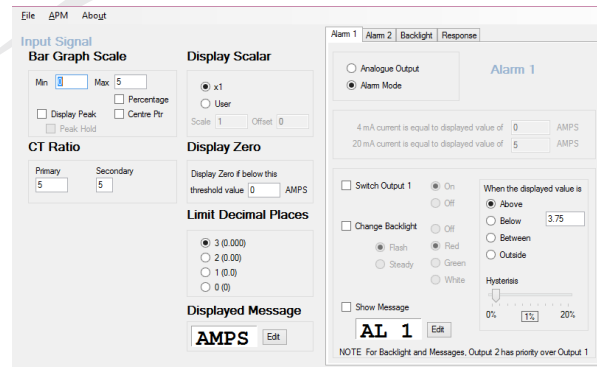 File APM About
Input Signal
Bar Graph Scale
Min 0 Max 5
Percentage
Display Peak Centre Ptr
Peak Hold
CT Ratio
Primary Secondary
5 5
Display Scalar
x1
User
Scale 1 Offset 0
Display Zero
Display Zero if below this
threshold value 0 AMPS
Limit Decimal Places
3 (0.000)
2 (0.00)
1 (0.0)
0 (0)
Displayed Message
AMPS Edit
Alarm 1 Alarm 2 Backlight Response
Analogue Output
Alarm Mode
Alarm 1
4 mA current is equal to displayed value of 0 AMPS
20 mA current is equal to displayed value of 5 AMPS
Switch Output 1 On
Off
Change Backlight Off
Flash Red
Steady Green
White
When the displayed value is
Above
Below 3.75
Between
Outside
Hysterisis
0% 1% 20%
Show Message
AL 1 Edit
NOTE For Backlight and Messages, Output 2 has priority over Output 1